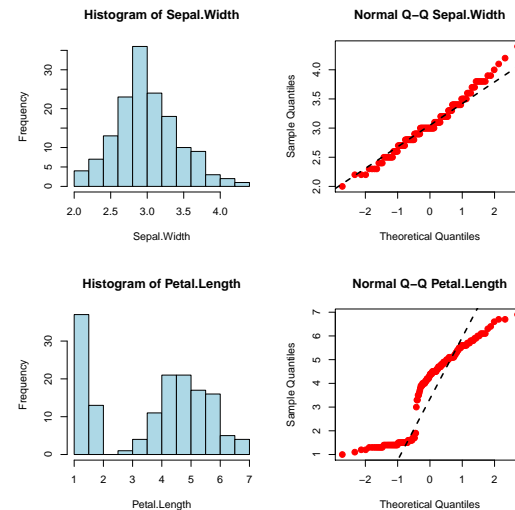 Histogram of Sepal.Width
Frequency
0 10 20 30
2.0 2.5 3.0 3.5 4.0
Sepal.Width
Normal Q−Q Sepal.Width
Sample Quantiles
2.0 2.5 3.0 3.5 4.0
−2 −1 0 1 2
Theoretical Quantiles
Histogram of Petal.Length
Frequency
0 10 20 30
1 2 3 4 5 6 7
Petal.Length
Normal Q−Q Petal.Length
Sample Quantiles
1 2 3 4 5 6 7
−2 −1 0 1 2
Theoretical Quantiles